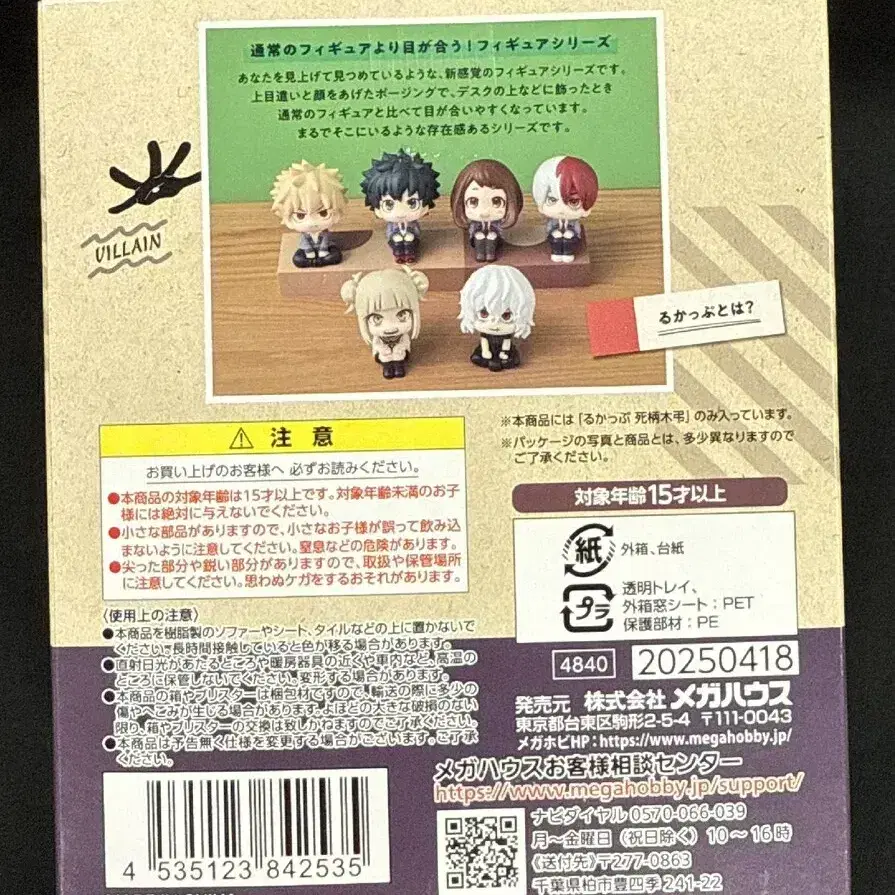 通常のフィギュアより目が合う！フィギュアシリーズ
あなたを見上げて見つめているような、新感覚のフィギュアシリーズです。
上目遣いと顔をあげたポージングで、デスクの上などに飾ったとき
通常のフィギュアと比べて目が合いやすくなっています。
まるでそこにいるような存在感あるシリーズです。
VILLAIN
るかっぷとは？
※本商品には「るかっぷ 死柄木弔」のみ入っています。
※パッケージの写真と商品とは、多少異なりますので
ご了承ください。
⚠ 注意
お買い上げのお客様へ 必ずお読みください。
●本商品の対象年齢は15才以上です。対象年齢未満のお子
様には絶対に与えないでください。
●小さな部品がありますので、小さなお子様が誤って飲み込
まないように注意してください。窒息などの危険があります。
●尖った部分や鋭い部分がありますので、取扱や保管場所
に注意してください。思わぬケガをするおそれがあります。
〈使用上の注意〉
●本商品を樹脂製のソファーやシート、タイルなどの上に置かないで
ください。長時間接触していると色が移る場合があります。
●直射日光があたるところや暖房器具の近くや車内など、高温の
ところに保管しないでください。変形する場合があります。
●本商品の箱やブリスターは梱包材ですので、輸送の際に多少の
傷やへこみが生じる場合があります。よほどの大きな破損のない
限り、箱やブリスターの交換は致しかねますのでご了承ください。
●本商品は予告無く仕様を変更する場合がございます。ご了承
ください。
対象年齢15才以上
紙 外箱、台紙
プラ 透明トレイ、
外箱窓シート：PET
保護部材：PE
4840 20250418
発売元 株式会社メガハウス
東京都台東区駒形2-5-4 〒111-0043
メガホビHP：https://www.megahobby.jp/
メガハウスお客様相談センター
https://www.megahobby.jp/support/
ナビダイヤル 0570-066-039
月～金曜日（祝日除く）10～16時
〈送付先〉〒277-0863
千葉県柏市豊四季241-22
4 535123 842535